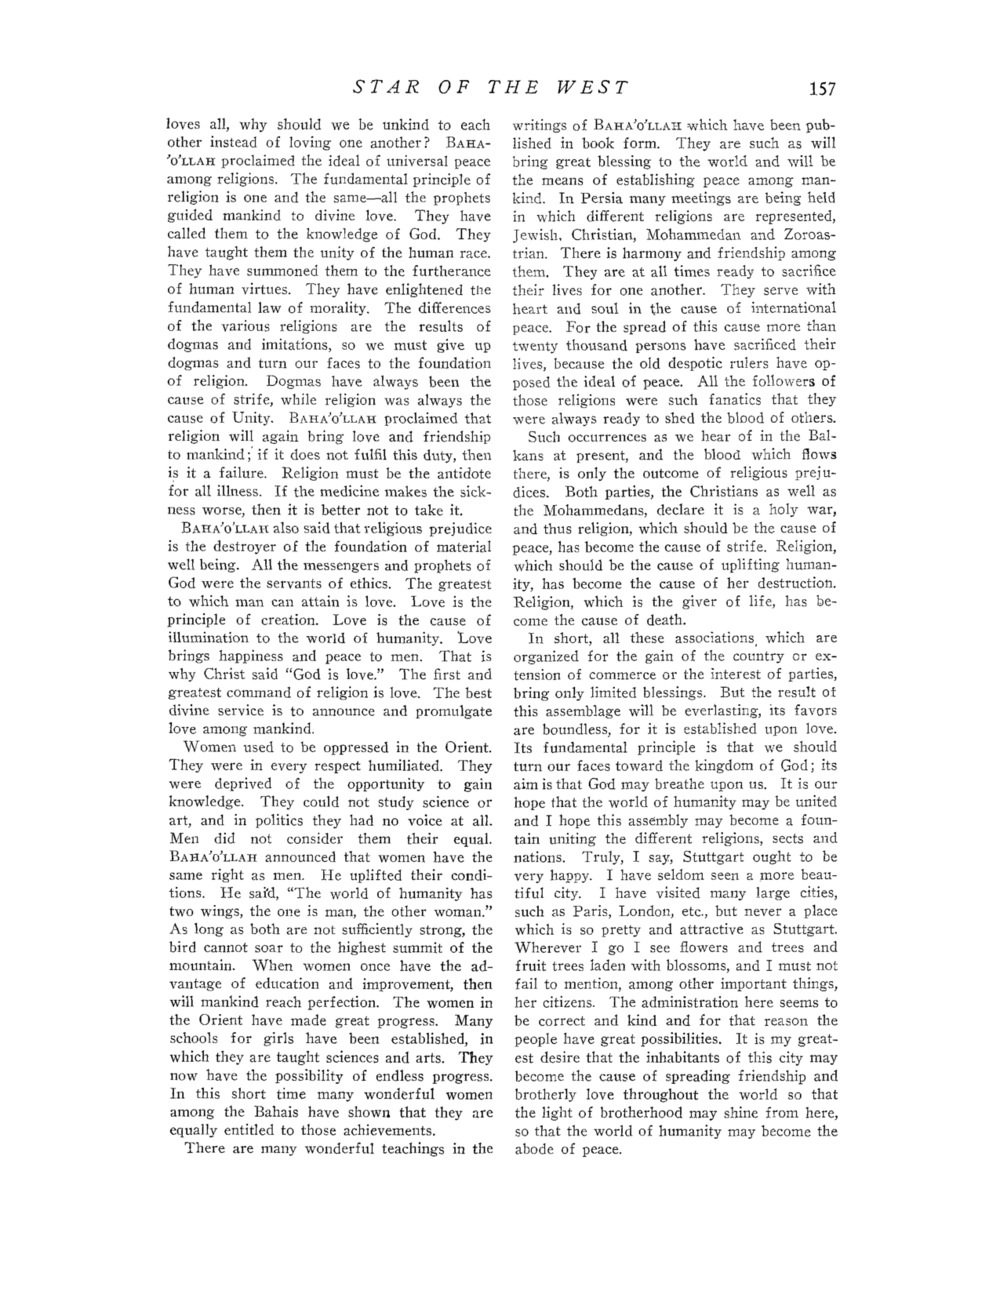 STAR OF THE WEST 157
loves all, why should we be unkind to each
other instead of loving one another? BAHA-
'O'LLAH proclaimed the ideal of universal peace
among religions. The fundamental principle of
religion is one and the same—all the prophets
guided mankind to divine love. They have
called them to the knowledge of God. They
have taught them the unity of the human race.
They have summoned them to the furtherance
of human virtues. They have enlightened the
fundamental law of morality. The differences
of the various religions are the results of
dogmas and imitations, so we must give up
dogmas and turn our faces to the foundation
of religion. Dogmas have always been the
cause of strife, while religion was always the
cause of Unity. BAHA'O'LLAH proclaimed that
religion will again bring love and friendship
to mankind; if it does not fulfil this duty, then
is it a failure. Religion must be the antidote
for all illness. If the medicine makes the sick-
ness worse, then it is better not to take it.
BAHA'O'LLAH also said that religious prejudice
is the destroyer of the foundation of material
well being. All the messengers and prophets of
God were the servants of ethics. The greatest
to which man can attain is love. Love is the
principle of creation. Love is the cause of
illumination to the world of humanity. Love
brings happiness and peace to men. That is
why Christ said "God is love." The first and
greatest command of religion is love. The best
divine service is to announce and promulgate
love among mankind.
Women used to be oppressed in the Orient.
They were in every respect humiliated. They
were deprived of the opportunity to gain
knowledge. They could not study science or
art, and in politics they had no voice at all.
Men did not consider them their equal.
BAHA'O'LLAH announced that women have the
same right as men. He uplifted their condi-
tions. He said, "The world of humanity has
two wings, the one is man, the other woman."
As long as both are not sufficiently strong, the
bird cannot soar to the highest summit of the
mountain. When women once have the ad-
vantage of education and improvement, then
will mankind reach perfection. The women in
the Orient have made great progress. Many
schools for girls have been established, in
which they are taught sciences and arts. They
now have the possibility of endless progress.
In this short time many wonderful women
among the Bahais have shown that they are
equally entitled to those achievements.
There are many wonderful teachings in the
writings of BAHA'O'LLAH which have been pub-
lished in book form. They are such as will
bring great blessing to the world and will be
the means of establishing peace among man-
kind. In Persia many meetings are being held
in which different religions are represented,
Jewish, Christian, Mohammedan and Zoroas-
trian. There is harmony and friendship among
them. They are at all times ready to sacrifice
their lives for one another. They serve with
heart and soul in the cause of international
peace. For the spread of this cause more than
twenty thousand persons have sacrificed their
lives, because the old despotic rulers have op-
posed the ideal of peace. All the followers of
those religions were such fanatics that they
were always ready to shed the blood of others.
Such occurrences as we hear of in the Bal-
kans at present, and the blood which flows
there, is only the outcome of religious preju-
dices. Both parties, the Christians as well as
the Mohammedans, declare it is a holy war,
and thus religion, which should be the cause of
peace, has become the cause of strife. Religion,
which should be the cause of uplifting human-
ity, has become the cause of her destruction.
Religion, which is the giver of life, has be-
come the cause of death.
In short, all these associations which are
organized for the gain of the country or ex-
tension of commerce or the interest of parties,
bring only limited blessings. But the result of
this assemblage will be everlasting, its favors
are boundless, for it is established upon love.
Its fundamental principle is that we should
turn our faces toward the kingdom of God; its
aim is that God may breathe upon us. It is our
hope that the world of humanity may be united
and I hope this assembly may become a foun-
tain uniting the different religions, sects and
nations. Truly, I say, Stuttgart ought to be
very happy. I have seldom seen a more beau-
tiful city. I have visited many large cities,
such as Paris, London, etc., but never a place
which is so pretty and attractive as Stuttgart.
Wherever I go I see flowers and trees and
fruit trees laden with blossoms, and I must not
fail to mention, among other important things,
her citizens. The administration here seems to
be correct and kind and for that reason the
people have great possibilities. It is my great-
est desire that the inhabitants of this city may
become the cause of spreading friendship and
brotherly love throughout the world so that
the light of brotherhood may shine from here,
so that the world of humanity may become the
abode of peace.